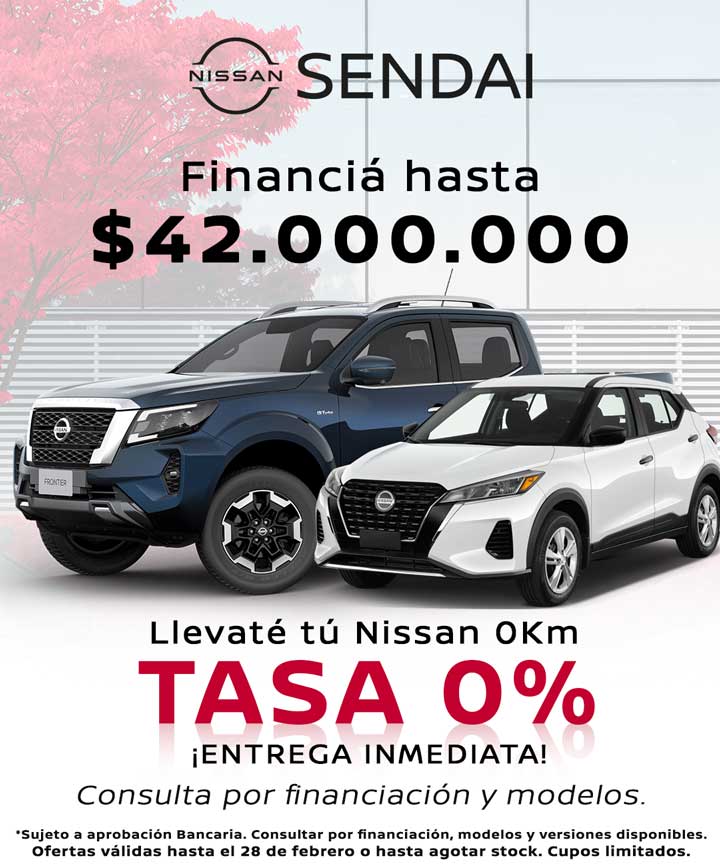 NISSAN SENDAI
Financiá hasta
$42.000.000
FRONTIER
Llevaté tú Nissan 0Km
TASA 0%
¡ENTREGA INMEDIATA!
Consulta por financiación y modelos.
*Sujeto a aprobación Bancaria. Consultar por financiación, modelos y versiones disponibles.
Ofertas válidas hasta el 28 de febrero o hasta agotar stock. Cupos limitados.